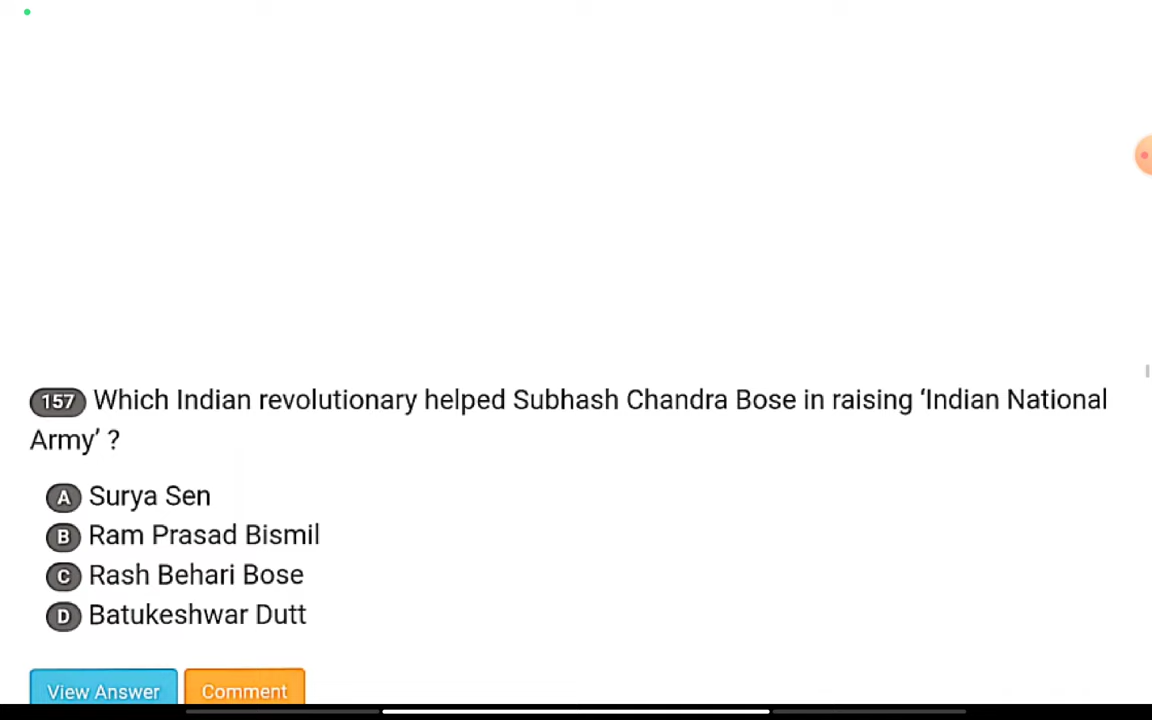 157 Which Indian revolutionary helped Subhash Chandra Bose in raising ‘Indian National
Army’ ?
A Surya Sen
B Ram Prasad Bismil
C Rash Behari Bose
D Batukeshwar Dutt
View Answer Comment